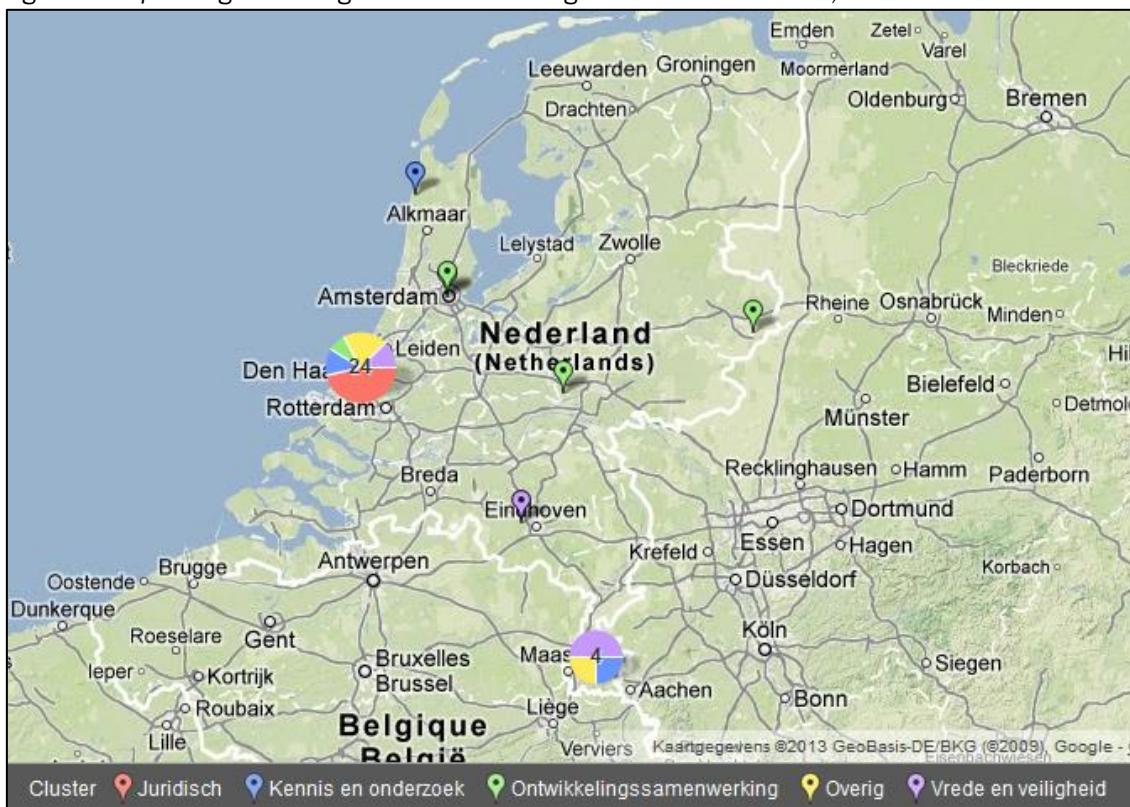 Emden
Zetel
Varel
Leeuwarden
Groningen
Moormerland
Drachten
Oldenburg
Bremen
Alkmaar
Lelystad
Zwolle
Bleckriede
Amsterdam
Rheine
Osnabrück
Minden
Nederland
(Netherlands)
Leiden
Den Haa
24
Rotterdam
Bielefeld
Münster
Detmold
Breda
Recklinghausen
Hamm
Paderborn
Eindhoven
Dortmund
Essen
Krefeld
Hagen
Antwerpen
Brugge
Oostende
Düsseldorf
Korbach
Dunkerque
Gent
Roeselare
Köln
Maas
4
Ieper
Kortrijk
Bruxelles
Brussel
Aachen
Siegen
Roubaix
Liège
Bonn
Lille
Belgique
België
Verviers
Kaartgegevens ©2013 GeoBasis-DE/BKG (©2009), Google -
Cluster Juridisch Kennis en onderzoek Ontwikkelingssamenwerking Overig Vrede en veiligheid